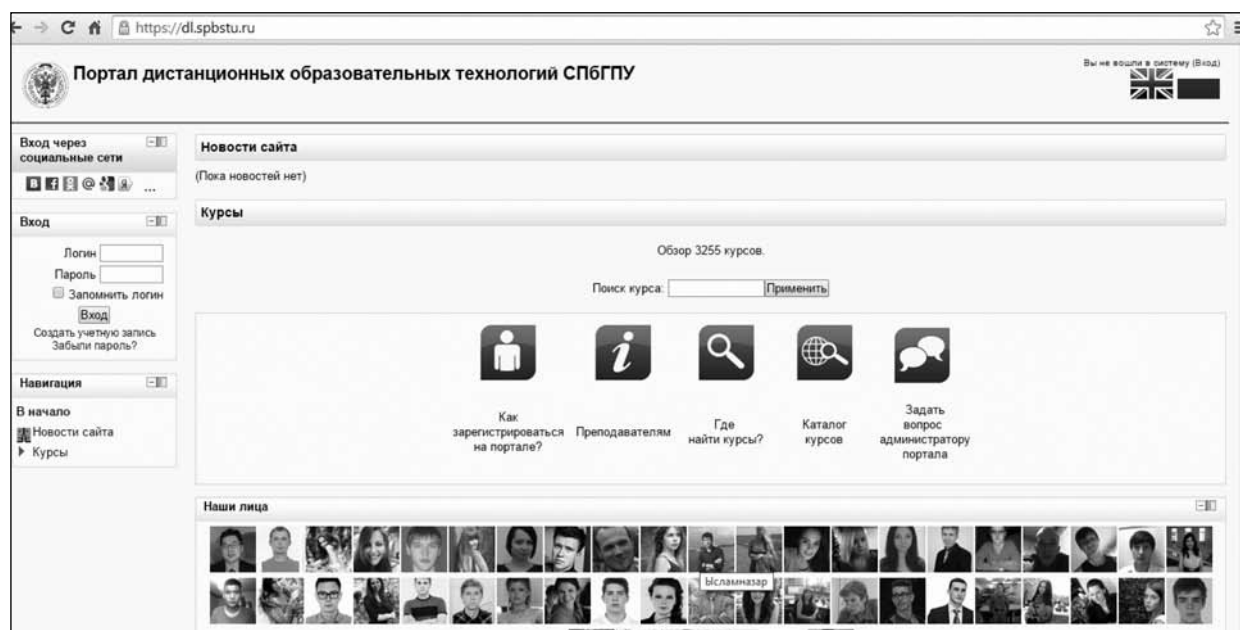 https://dl.spbstu.ru
Портал дистанционных образовательных технологий СПбГПУ
Вы не вошли в систему (Вход)
Вход через
социальные сети
...
Вход
Логин
Пароль
Запомнить логин
Вход
Создать учетную запись
Забыли пароль?
Навигация
В начало
Новости сайта
Курсы
Новости сайта
(Пока новостей нет)
Курсы
Обзор 3255 курсов.
Поиск курса:
Применить
Как
зарегистрироваться
на портале?
Преподавателям
Где
найти курсы?
Каталог
курсов
Задать
вопрос
администратору
портала
Наши лица
Ысламназар